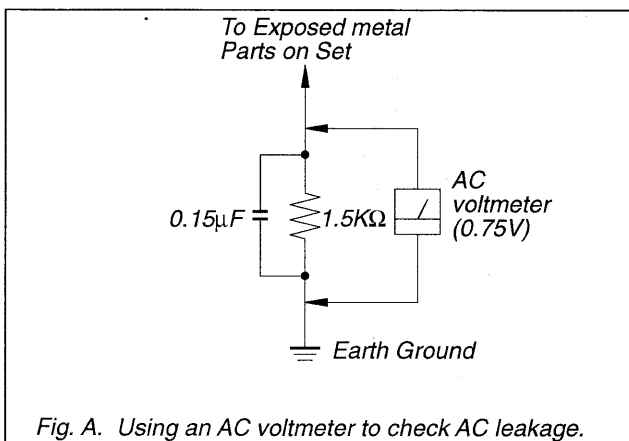 To Exposed metal
Parts on Set
0.15µF
1.5KΩ
AC
voltmeter
(0.75V)
Earth Ground
Fig. A. Using an AC voltmeter to check AC leakage.